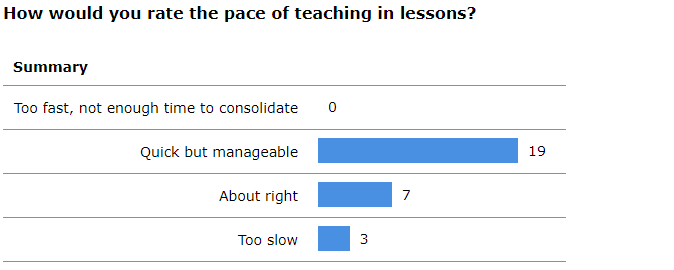 How would you rate the pace of teaching in lessons?
Summary
Too fast, not enough time to consolidate 0
Quick but manageable 19
About right 7
Too slow 3